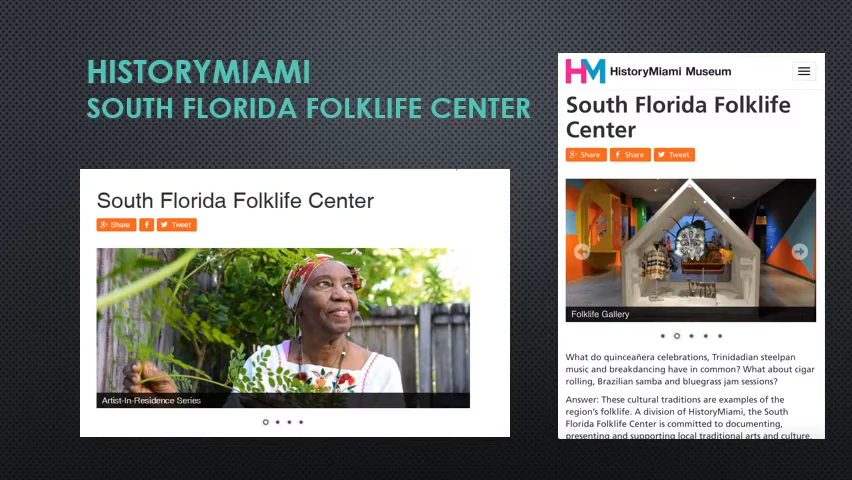 HISTORYMIAMI
SOUTH FLORIDA FOLKLIFE CENTER
South Florida Folklife Center
Share
Tweet
Artist-In-Residence Series
HM HistoryMiami Museum
South Florida Folklife
Center
Share Share Tweet
Folklife Gallery
What do quinceañera celebrations, Trinidadian steelpan
music and breakdancing have in common? What about cigar
rolling, Brazilian samba and bluegrass jam sessions?
Answer: These cultural traditions are examples of the
region's folklife. A division of HistoryMiami, the South
Florida Folklife Center is committed to documenting,
presenting and supporting local traditional arts and culture.